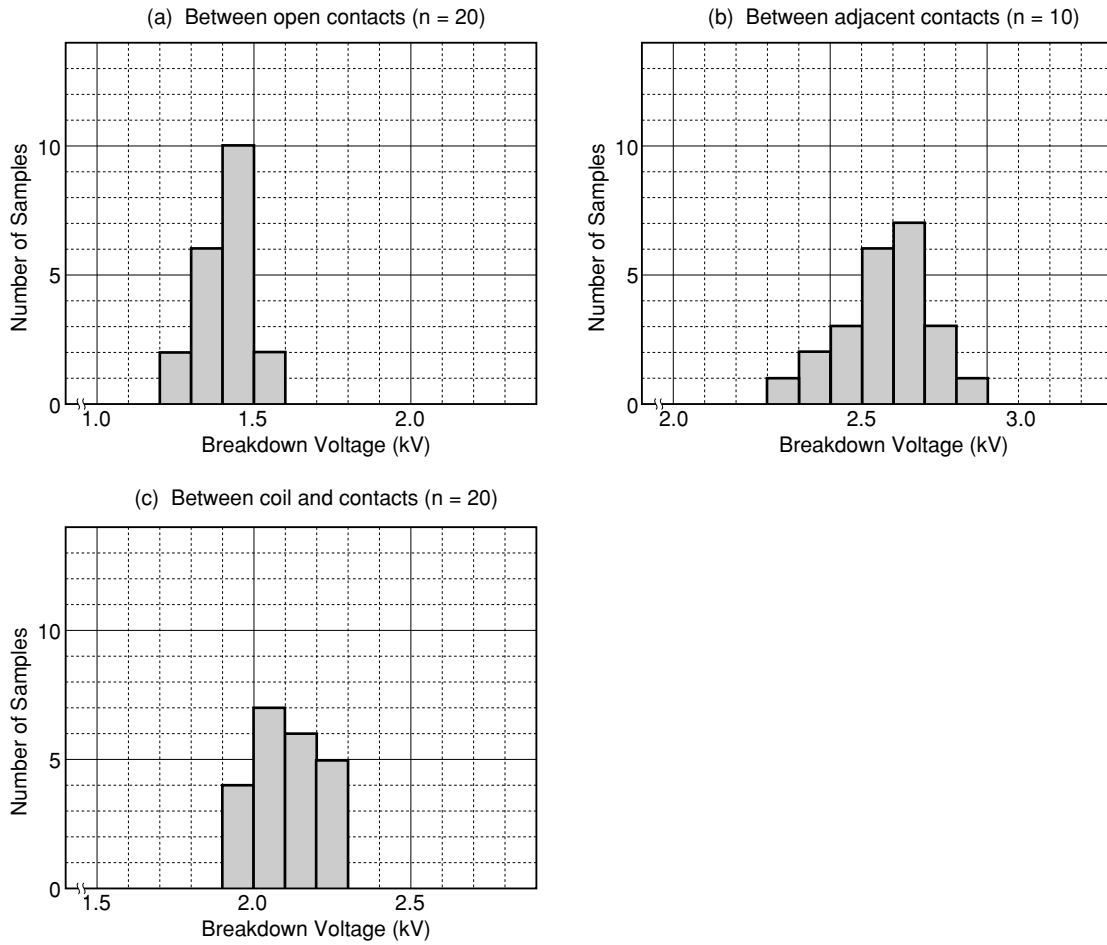 (a) Between open contacts (n = 20)
Number of Samples
10
5
0
1.0 1.5 2.0
Breakdown Voltage (kV)
(b) Between adjacent contacts (n = 10)
Number of Samples
10
5
0
2.0 2.5 3.0
Breakdown Voltage (kV)
(c) Between coil and contacts (n = 20)
Number of Samples
10
5
0
1.5 2.0 2.5
Breakdown Voltage (kV)